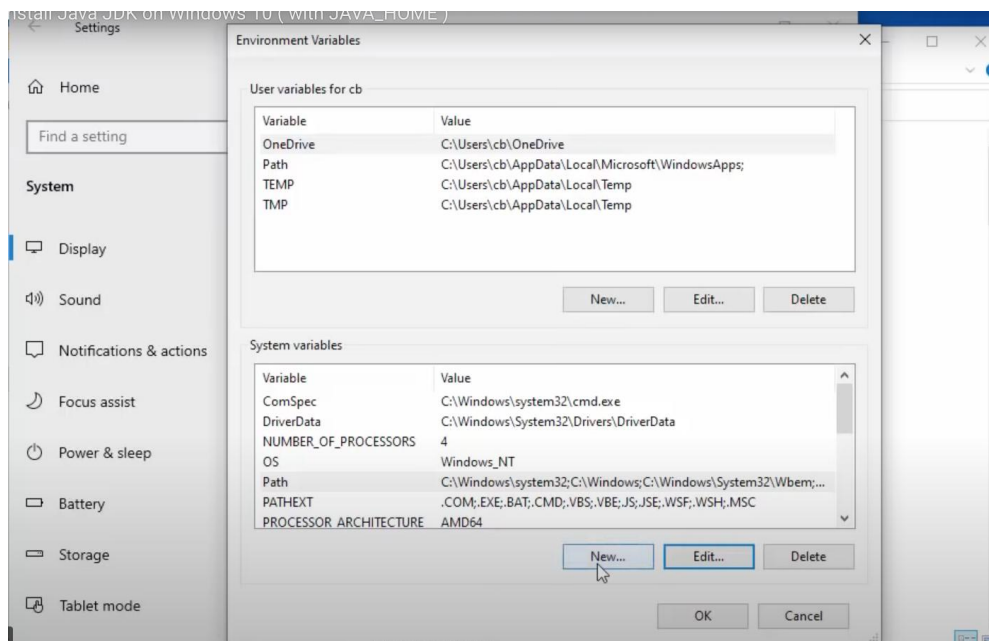 nstall Java JDK on Windows 10 ( with JAVA_HOME )
Settings
Home
Find a setting
System
Display
Sound
Notifications & actions
Focus assist
Power & sleep
Battery
Storage
Tablet mode
Environment Variables
User variables for cb
Variable Value
OneDrive C:\Users\cb\OneDrive
Path C:\Users\cb\AppData\Local\Microsoft\WindowsApps;
TEMP C:\Users\cb\AppData\Local\Temp
TMP C:\Users\cb\AppData\Local\Temp
New... Edit... Delete
System variables
Variable Value
ComSpec C:\Windows\system32\cmd.exe
DriverData C:\Windows\System32\Drivers\DriverData
NUMBER_OF_PROCESSORS 4
OS Windows_NT
Path C:\Windows\system32;C:\Windows;C:\Windows\System32\Wbem;...
PATHEXT .COM;.EXE;.BAT;.CMD;.VBS;.VBE;.JS;.JSE;.WSF;.WSH;.MSC
PROCESSOR_ARCHITECTURE AMD64
New... Edit... Delete
OK Cancel